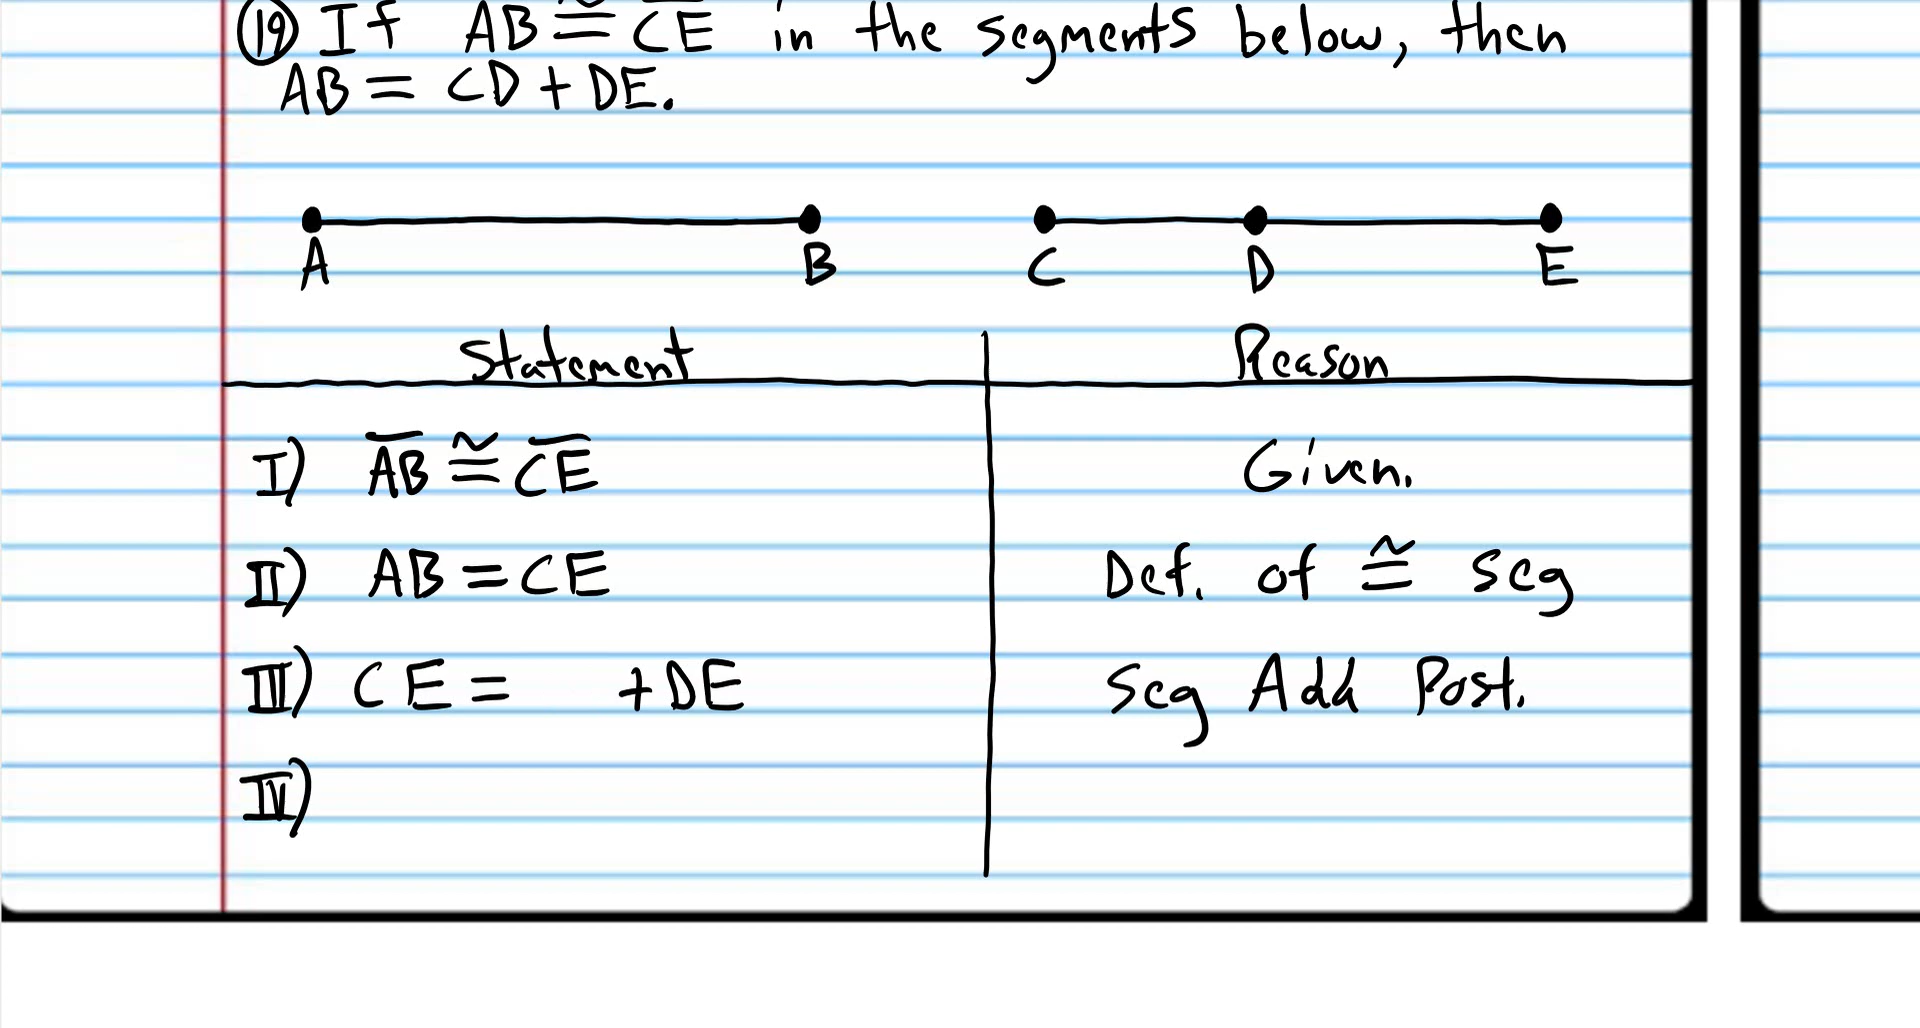 ⑲ If AB ≅ CE in the segments below, then
AB = CD + DE.
A B C D E
Statement Reason
I) AB ≅ CE Given.
II) AB = CE Def. of ≅ seg
III) CE = + DE Seg Add Post.
IV)